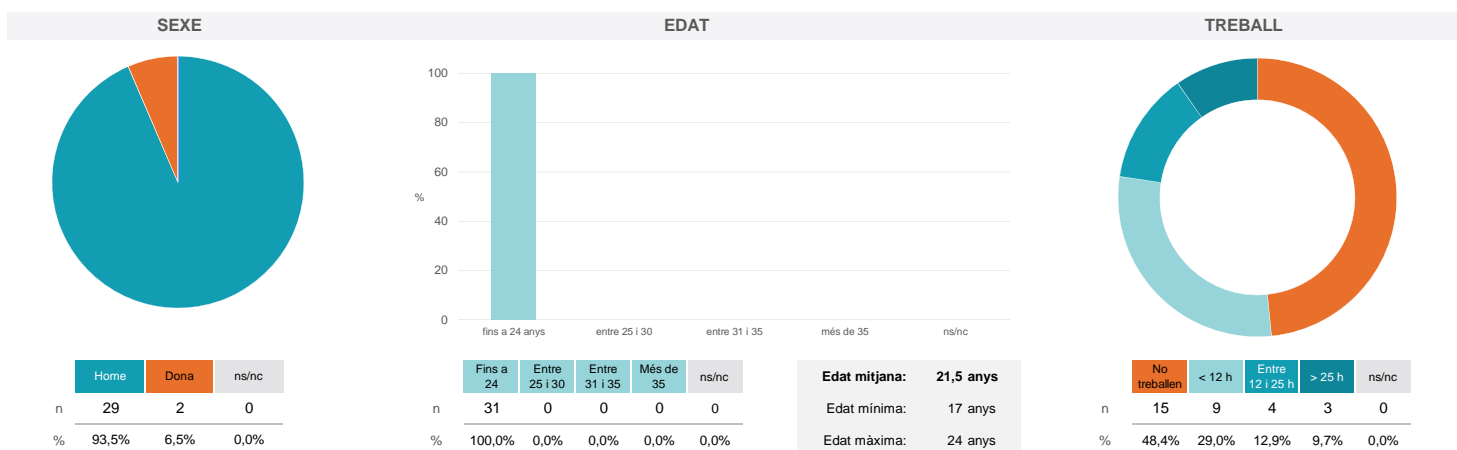 SEXE EDAT TREBALL
100
80
60
%
40
20
0
fins a 24 anys entre 25 i 30 entre 31 i 35 més de 35 ns/nc
Home Dona ns/nc
n 29 2 0
% 93,5% 6,5% 0,0%
Fins a 24 Entre 25 i 30 Entre 31 i 35 Més de 35 ns/nc
n 31 0 0 0 0
% 100,0% 0,0% 0,0% 0,0% 0,0%
Edat mitjana: 21,5 anys
Edat mínima: 17 anys
Edat màxima: 24 anys
No treballen < 12 h Entre 12 i 25 h > 25 h ns/nc
n 15 9 4 3 0
% 48,4% 29,0% 12,9% 9,7% 0,0%